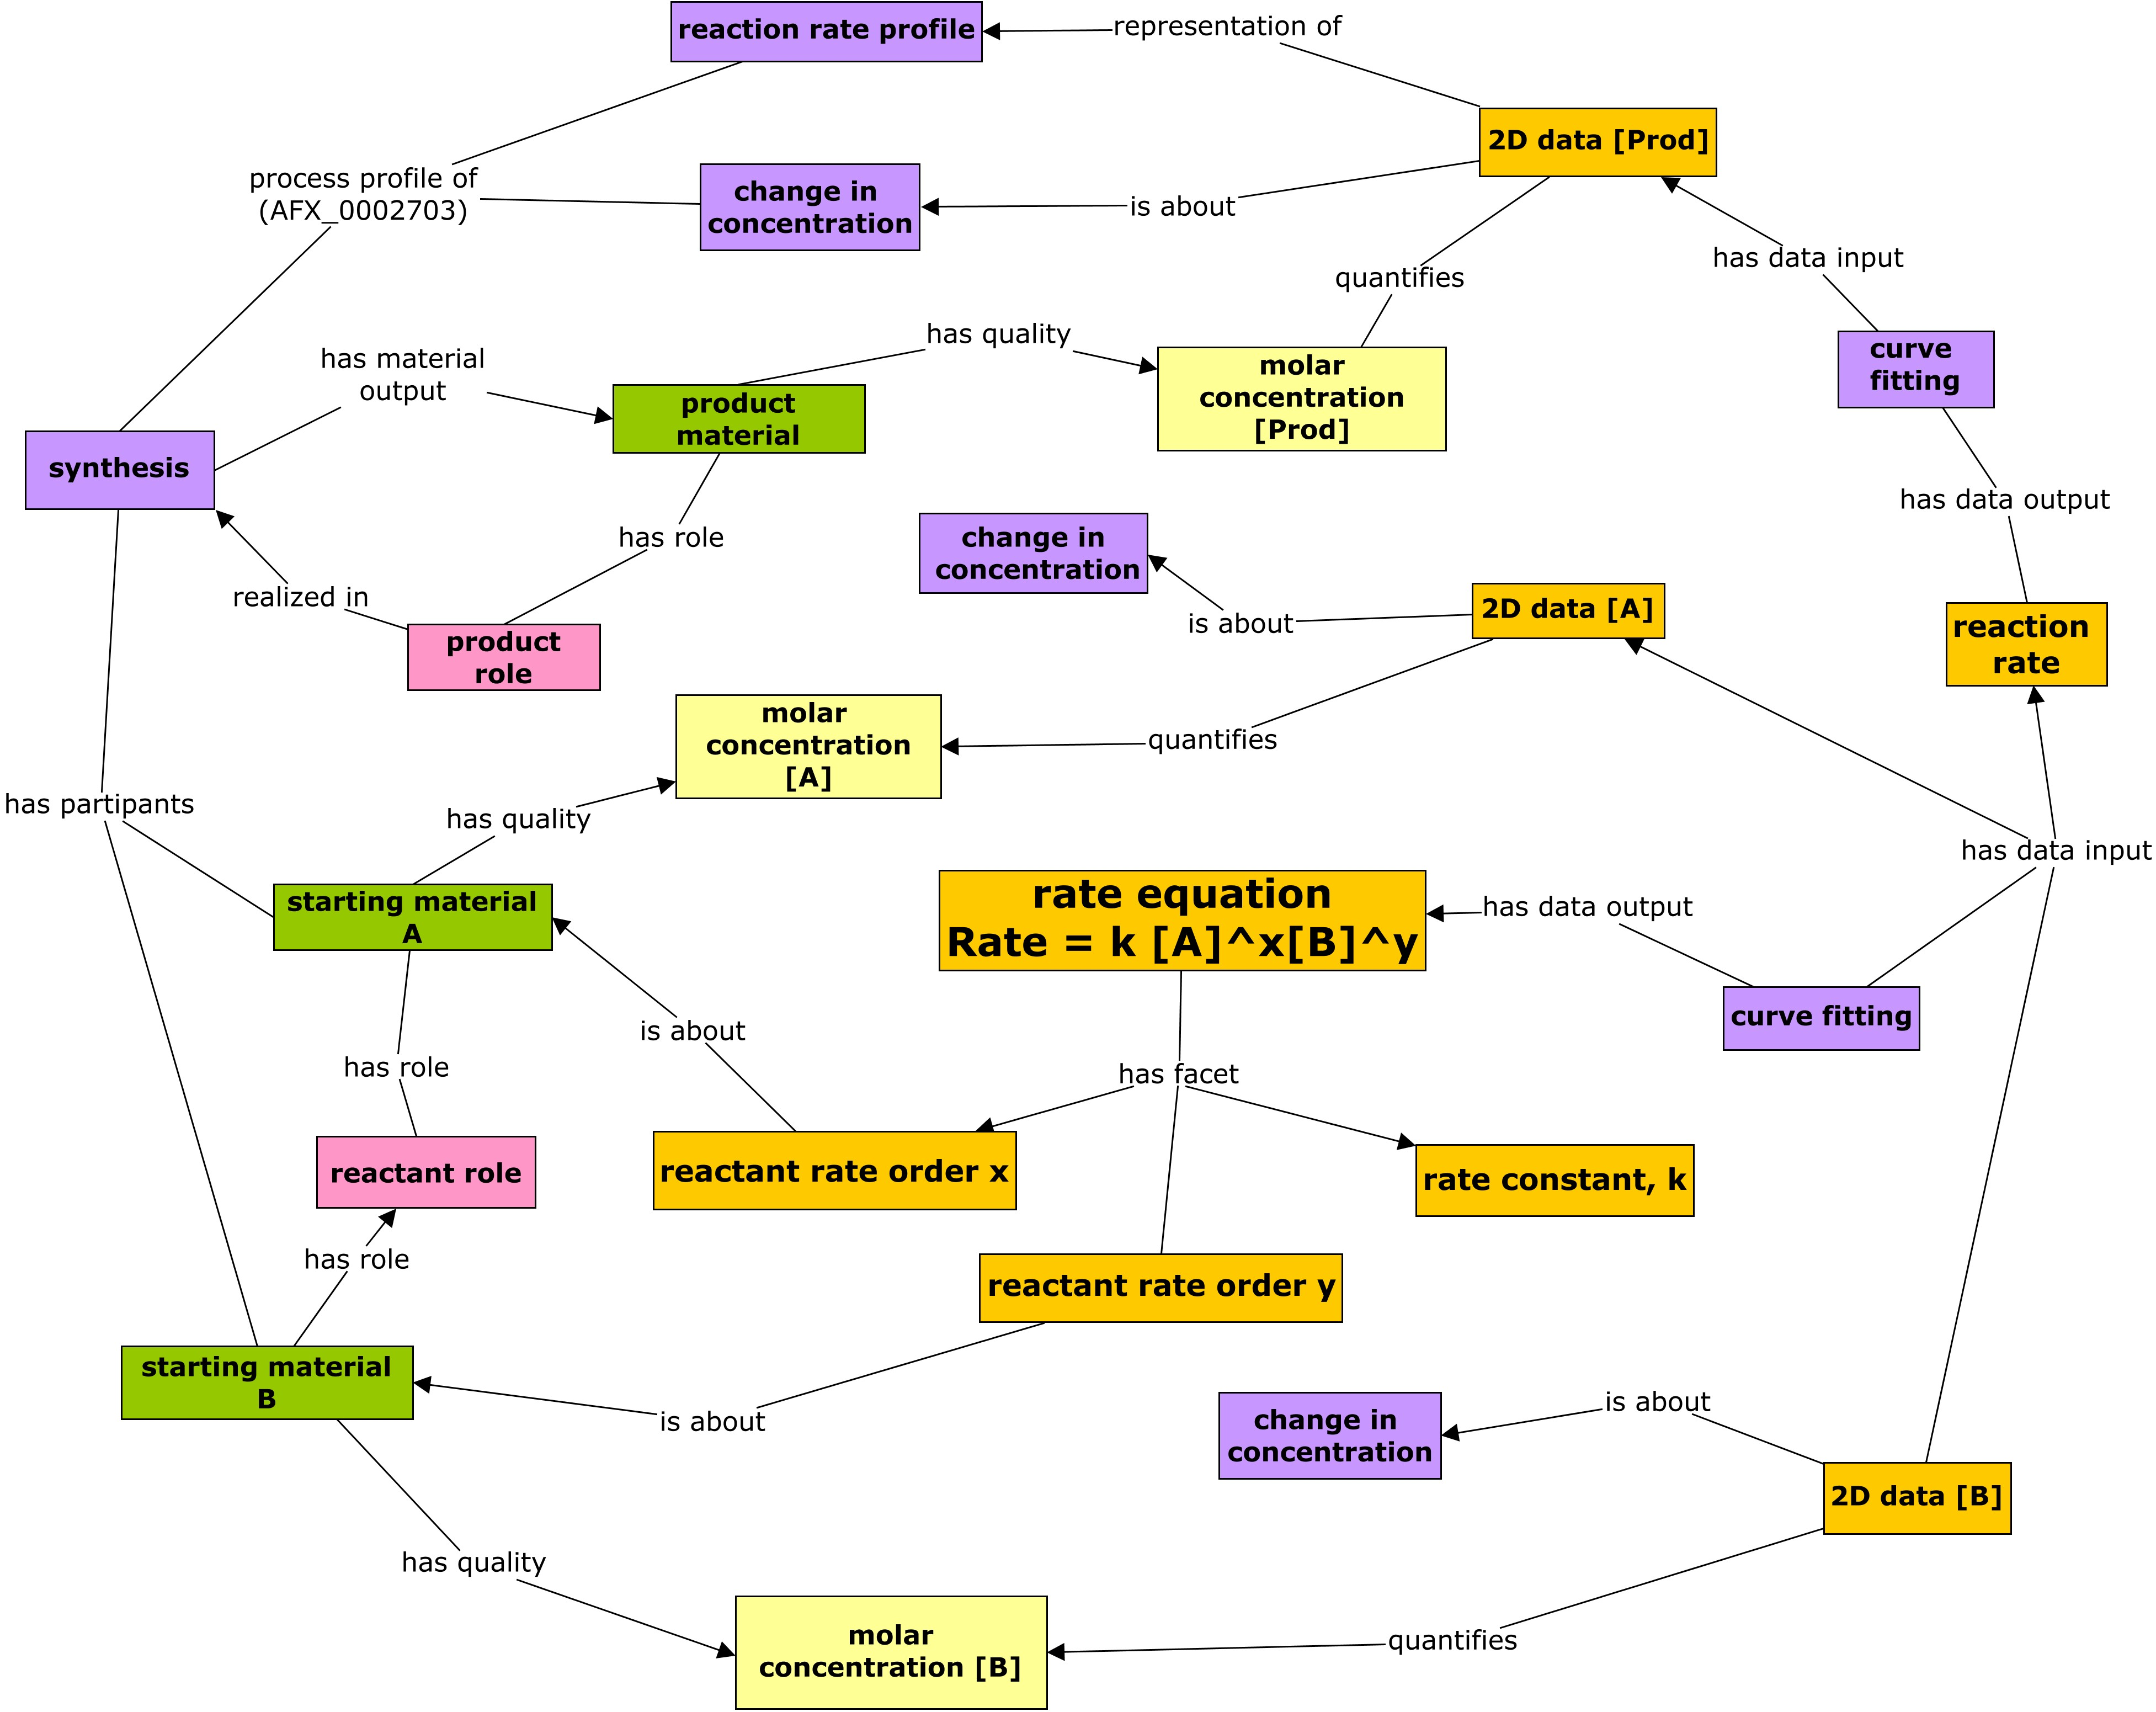 reaction rate profile
representation of
2D data [Prod]
process profile of
(AFX_0002703)
change in
concentration
is about
has data input
quantifies
has material
output
has quality
product
material
molar
concentration
[Prod]
curve
fitting
synthesis
has data output
has role
change in
concentration
realized in
product
role
is about
2D data [A]
reaction
rate
molar
concentration
[A]
quantifies
has partipants
has quality
has data input
starting material
A
rate equation
Rate = k [A]^x[B]^y
has data output
is about
curve fitting
has role
has facet
reactant role
reactant rate order x
rate constant, k
has role
reactant rate order y
starting material
B
is about
change in
concentration
is about
2D data [B]
has quality
molar
concentration [B]
quantifies